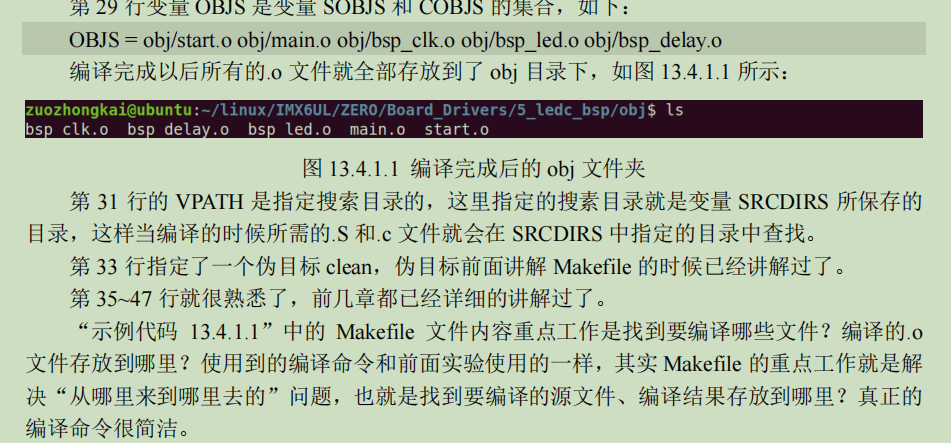 第 29 行变量 OBJS 是变量 SOBJS 和 COBJS 的集合，如下：
OBJS = obj/start.o obj/main.o obj/bsp_clk.o obj/bsp_led.o obj/bsp_delay.o
编译完成以后所有的.o 文件就全部存放到了 obj 目录下，如图 13.4.1.1 所示：
zuozhongkai@ubuntu:~/linux/IMX6UL/ZERO/Board_Drivers/5_ledc_bsp/obj$ ls
bsp_clk.o bsp_delay.o bsp_led.o main.o start.o
图 13.4.1.1 编译完成后的 obj 文件夹
第 31 行的 VPATH 是指定搜索目录的，这里指定的搜素目录就是变量 SRCDIRS 所保存的
目录，这样当编译的时候所需的.S 和.c 文件就会在 SRCDIRS 中指定的目录中查找。
第 33 行指定了一个伪目标 clean，伪目标前面讲解 Makefile 的时候已经讲解过了。
第 35~47 行就很熟悉了，前几章都已经详细的讲解过了。
“示例代码 13.4.1.1”中的 Makefile 文件内容重点工作是找到要编译哪些文件？编译的.o
文件存放到哪里？使用到的编译命令和前面实验使用的一样，其实 Makefile 的重点工作就是解
决“从哪里来到哪里去的”问题，也就是找到要编译的源文件、编译结果存放到哪里？真正的
编译命令很简洁。